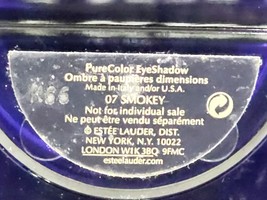 PureColor EyeShadow
Ombre à paupières dimensions
Made in Italy and/or U.S.A.
07 SMOKEY
Not for individual sale
Ne peut être vendu séparément
© ESTĒE LAUDER, DIST.
NEW YORK, N.Y. 10022
LONDON W1K 3BQ 9FMC
esteelauder.com